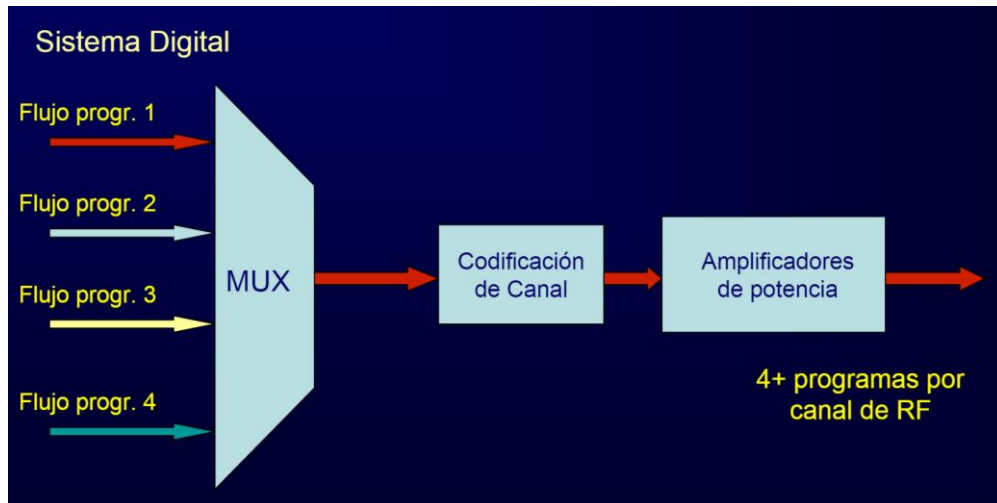 Sistema Digital
Flujo progr. 1
Flujo progr. 2
Flujo progr. 3
Flujo progr. 4
MUX
Codificación
de Canal
Amplificadores
de potencia
4+ programas por
canal de RF